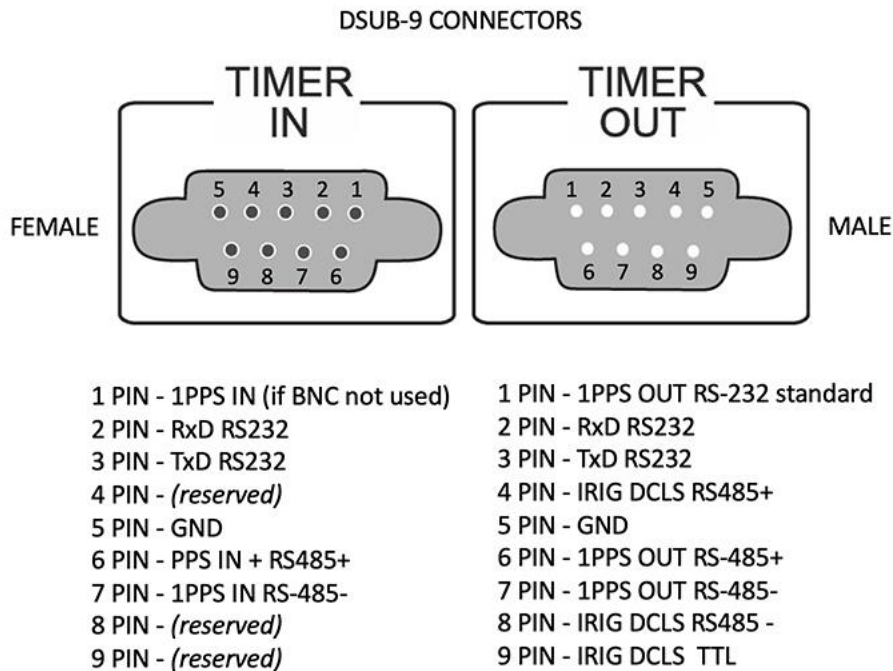 DSUB-9 CONNECTORS
TIMER
IN
5 4 3 2 1
9 8 7 6
FEMALE
TIMER
OUT
1 2 3 4 5
6 7 8 9
MALE
1 PIN - 1PPS IN (if BNC not used)
2 PIN - RxD RS232
3 PIN - TxD RS232
4 PIN - (reserved)
5 PIN - GND
6 PIN - PPS IN + RS485+
7 PIN - 1PPS IN RS-485-
8 PIN - (reserved)
9 PIN - (reserved)
1 PIN - 1PPS OUT RS-232 standard
2 PIN - RxD RS232
3 PIN - TxD RS232
4 PIN - IRIG DCLS RS485+
5 PIN - GND
6 PIN - 1PPS OUT RS-485+
7 PIN - 1PPS OUT RS-485-
8 PIN - IRIG DCLS RS485 -
9 PIN - IRIG DCLS TTL